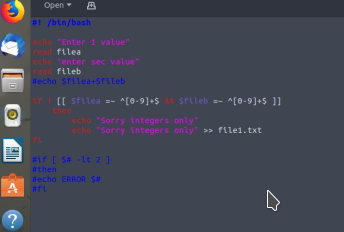 Open
#! /bin/bash
echo "Enter 1 value"
read filea
echo "enter sec value"
read fileb
#echo $filea+$fileb
if ! [[ $filea =~ ^[0-9]+$ && $fileb =~ ^[0-9]+$ ]]
then
echo "Sorry integers only"
echo "Sorry integers only" >> file1.txt
fi
#if [ $# -lt 2 ]
#then
#echo ERROR $#
#fi